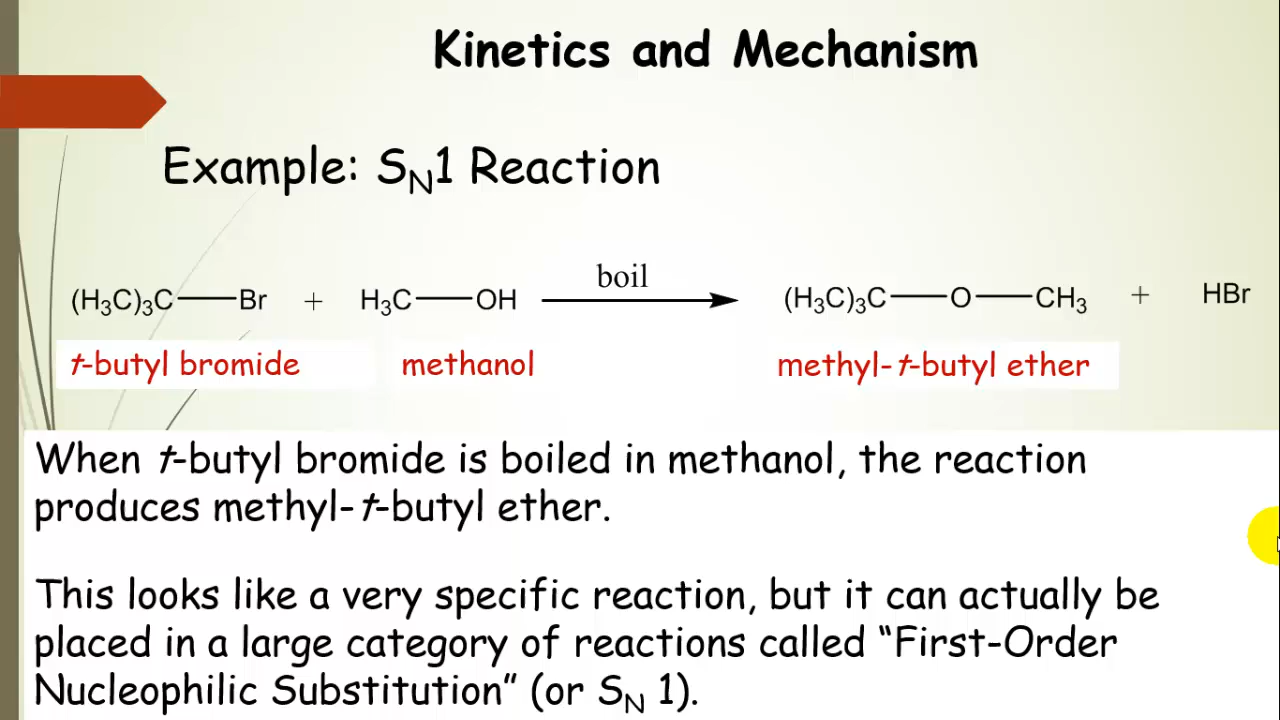 Kinetics and Mechanism
Example: S_N1 Reaction
boil
(H₃C)₃C—Br + H₃C—OH (H₃C)₃C—O—CH₃ + HBr
t-butyl bromide methanol methyl-t-butyl ether
When t-butyl bromide is boiled in methanol, the reaction
produces methyl-t-butyl ether.
This looks like a very specific reaction, but it can actually be
placed in a large category of reactions called “First-Order
Nucleophilic Substitution” (or S_N 1).